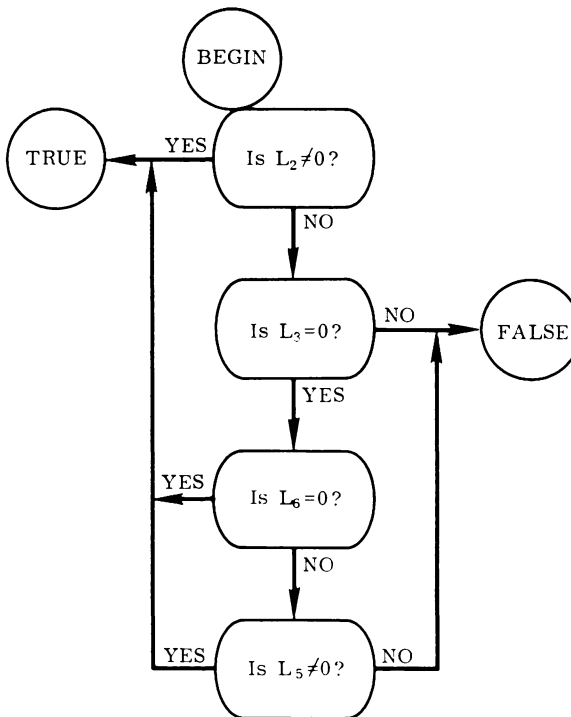 BEGIN
TRUE
YES
Is L₂≠0?
NO
Is L₃=0?
NO
FALSE
YES
YES
Is L₆=0?
NO
YES
Is L₅≠0?
NO